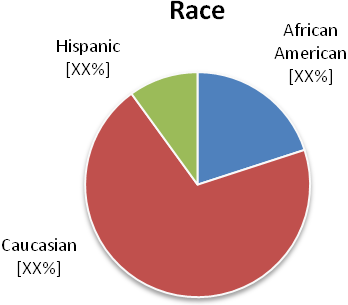 Race
Hispanic
[XX%]
African
American
[XX%]
Caucasian
[XX%]